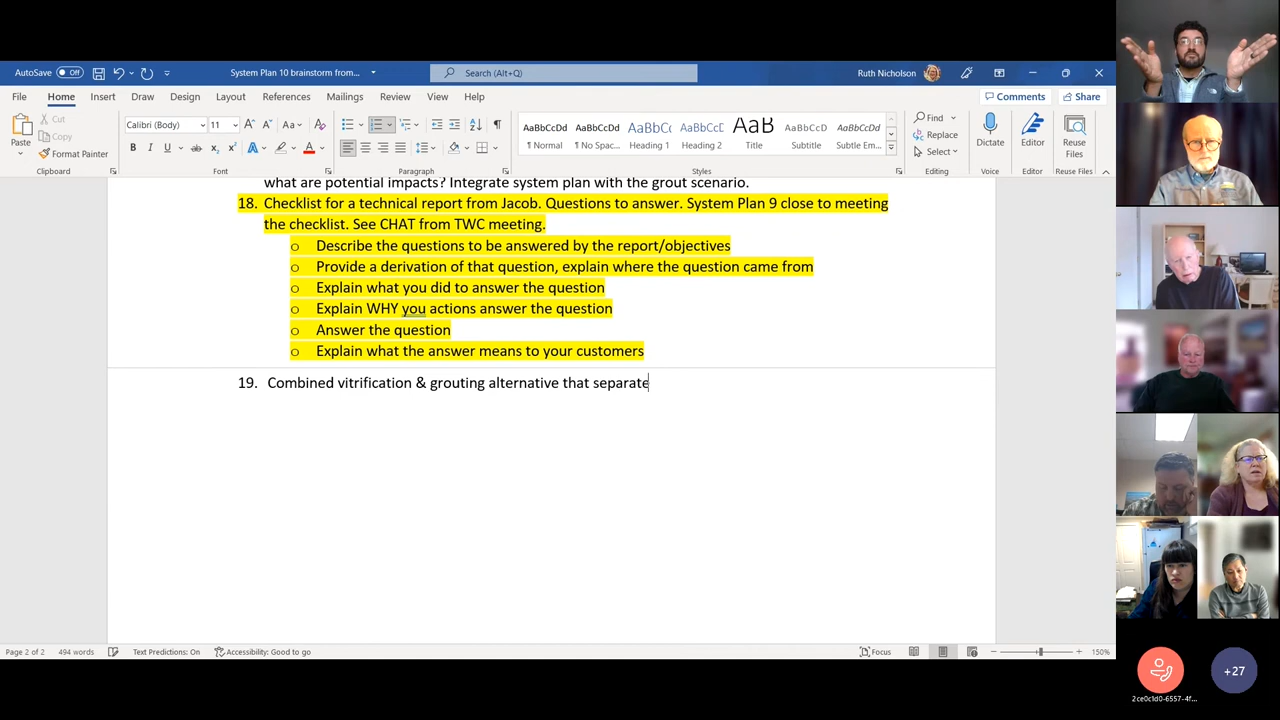 AutoSave Off System Plan 10 brainstorm from... Search (Alt+Q) Ruth Nicholson
File Home Insert Draw Design Layout References Mailings Review View Help Comments Share
Cut
Copy
Format Painter
Paste
Clipboard
Calibri (Body) 11
Font
Paragraph
AaBbCcDd AaBbCcDd AaBbCc AaBbCcD AaB AaBbCcDd AaBbCcDd
¶ Normal ¶ No Spac... Heading 1 Heading 2 Title Subtitle Subtle Em...
Styles
Find
Replace
Select
Editing
Dictate
Voice
Editor
Editor
Reuse
Files
Reuse Files
what are potential impacts? Integrate system plan with the grout scenario.
18. Checklist for a technical report from Jacob. Questions to answer. System Plan 9 close to meeting
the checklist. See CHAT from TWC meeting.
o Describe the questions to be answered by the report/objectives
o Provide a derivation of that question, explain where the question came from
o Explain what you did to answer the question
o Explain WHY you actions answer the question
o Answer the question
o Explain what the answer means to your customers
19. Combined vitrification & grouting alternative that separate
Page 2 of 2 494 words Text Predictions: On Accessibility: Good to go Focus 150%
2ce0c1d0-6557-4f...
+27